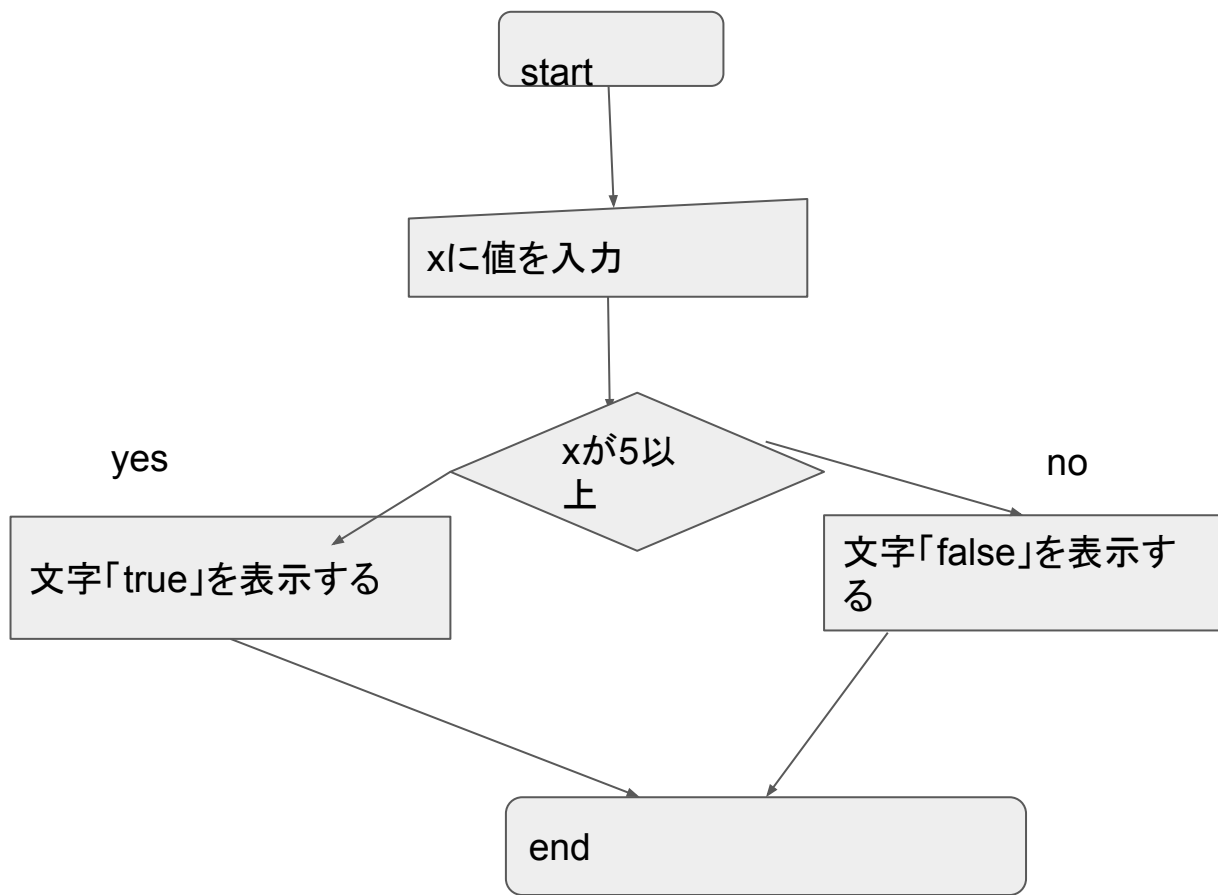 start
xに値を入力
xが5以
上
yes
no
文字「true」を表示する
文字「false」を表示す
る
end